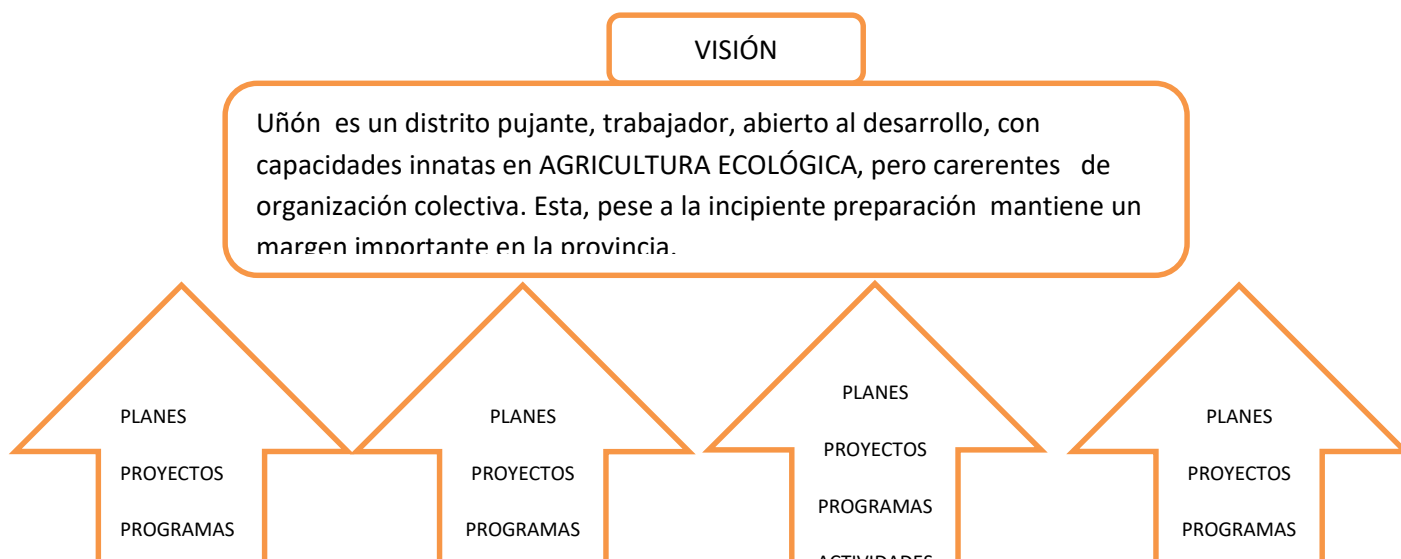 VISIÓN
Uñón es un distrito pujante, trabajador, abierto al desarrollo, con
capacidades innatas en AGRICULTURA ECOLÓGICA, pero carerentes de
organización colectiva. Esta, pese a la incipiente preparación mantiene un
margen importante en la provincia.
PLANES
PROYECTOS
PROGRAMAS
PLANES
PROYECTOS
PROGRAMAS
PLANES
PROYECTOS
PROGRAMAS
ACTIVIDADES
PLANES
PROYECTOS
PROGRAMAS